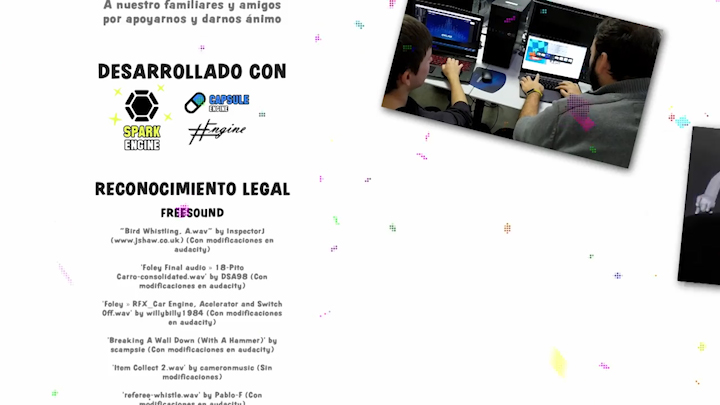 A nuestro familiares y amigos
por apoyarnos y darnos ánimo
DESARROLLADO CON
SPARK
ENGINE
CAPSULE
ENGINE
#Engine
RECONOCIMIENTO LEGAL
FREESOUND
"Bird Whistling, A.wav" by InspectorJ
(www.jshaw.co.uk) (Con modificaciones en
audacity)
'Foley Final audio » 18-Pito
Carro-consolidated.wav' by DSA98 (Con
modificaciones en audacity)
'Foley » RFX_Car Engine, Acelerator and Switch
Off.wav' by willybilly1984 (Con modificaciones
en audacity)
'Breaking A Wall Down (With A Hammer)' by
scampsie (Con modificaciones en audacity)
'Item Collect 2.wav' by cameronmusic (Sin
modificaciones)
'referee-whistle.wav' by Pablo-F (Con
modificaciones en audacity)